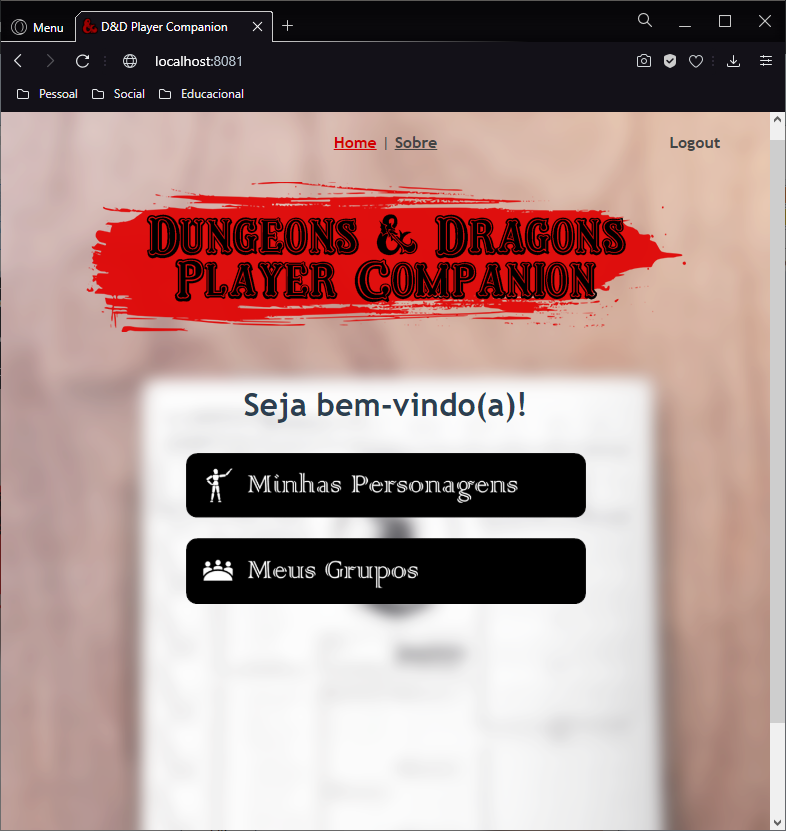 Menu
D&D Player Companion
localhost:8081
Pessoal
Social
Educacional
Home | Sobre
Logout
Dungeons & Dragons
Player Companion
Seja bem-vindo(a)!
Minhas Personagens
Meus Grupos